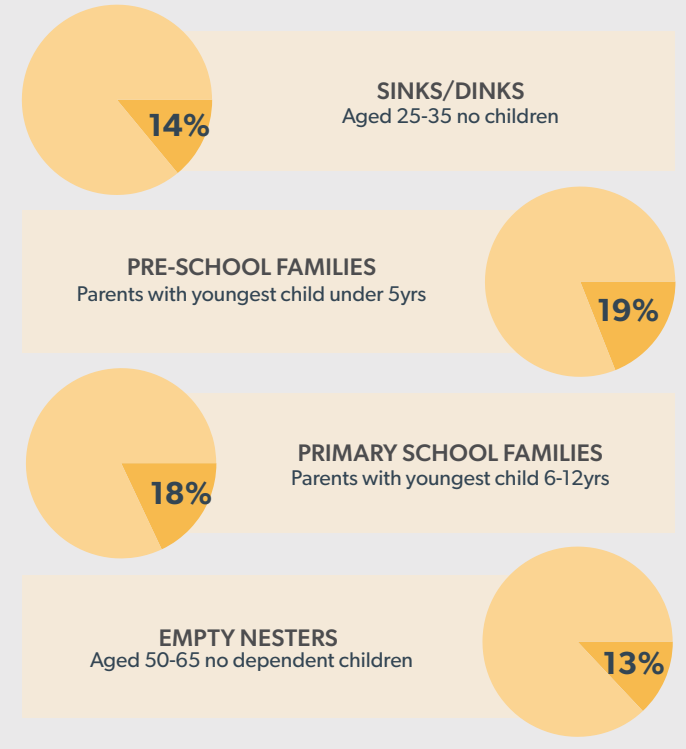 14%
SINKS/DINKS
Aged 25-35 no children
PRE-SCHOOL FAMILIES
Parents with youngest child under 5yrs
19%
18%
PRIMARY SCHOOL FAMILIES
Parents with youngest child 6-12yrs
EMPTY NESTERS
Aged 50-65 no dependent children
13%